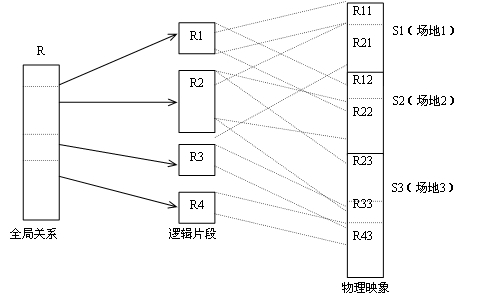 R
R1
R2
R3
R4
R11
R21
R12
R22
R23
R33
R43
S1（场地1）
S2（场地2）
S3（场地3）
全局关系
逻辑片段
物理映象